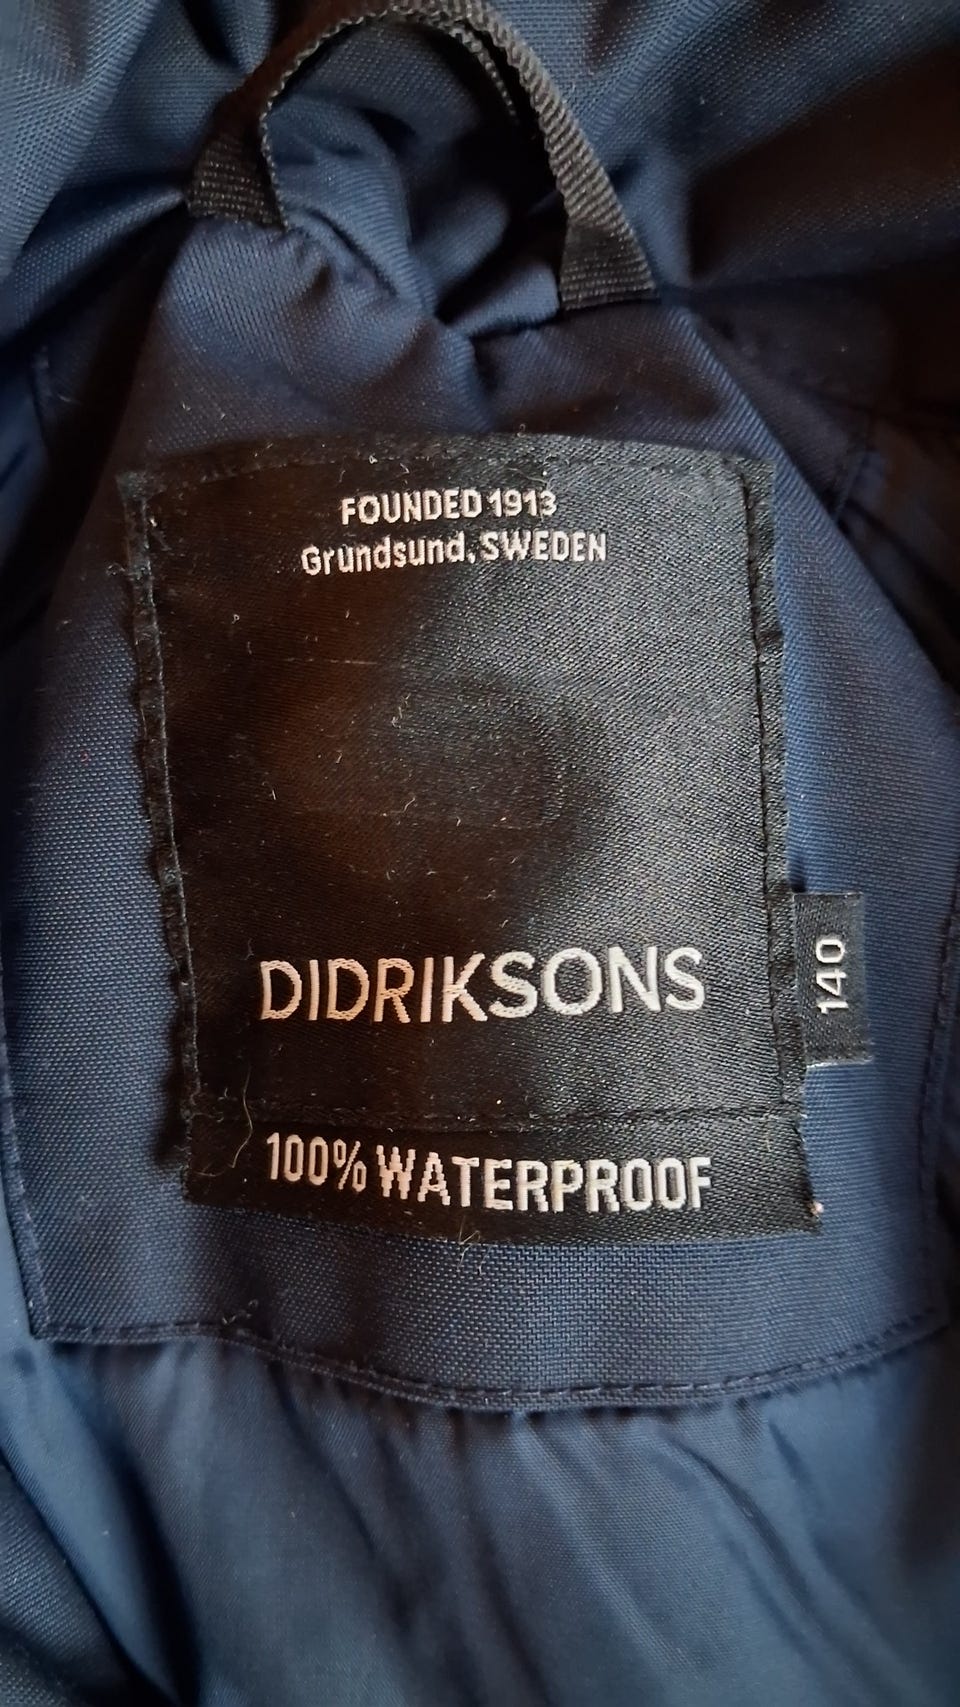 FOUNDED 1913
Grundsund, SWEDEN
DIDRIKSONS
140
100% WATERPROOF